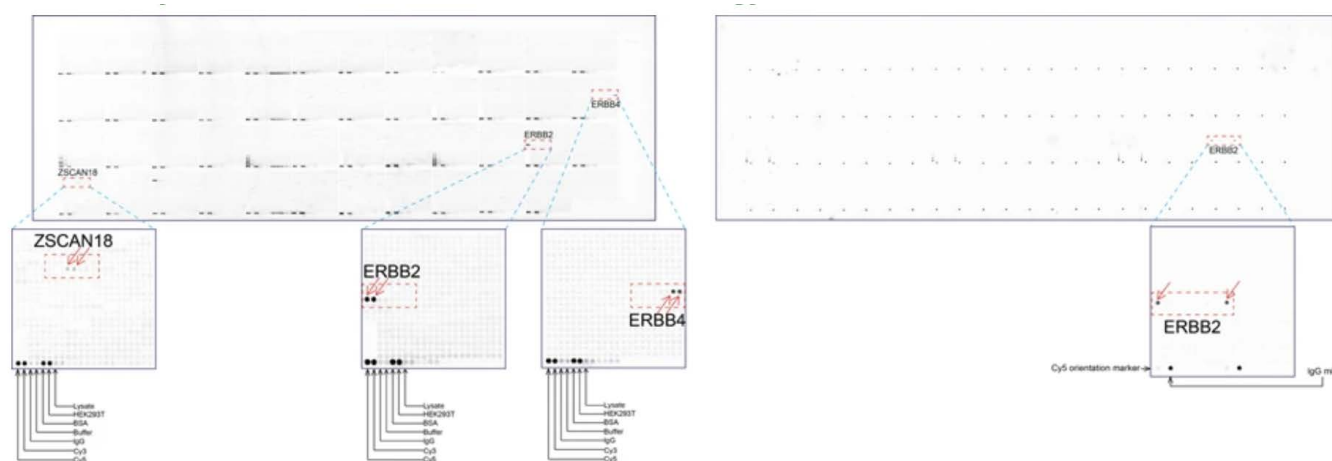 ERBB4
ERBB2
ZSCAN18
ERBB2
ZSCAN18
ERBB2
ERBB4
ERBB2
Cy5 orientation marker
IgG m
Lysate
HEK293T
BSA
Buffer
IgG
Cy3
Cy5
Lysate
HEK293T
BSA
Buffer
IgG
Cy3
Cy5
Lysate
HEK293T
BSA
Buffer
IgG
Cy3
Cy5